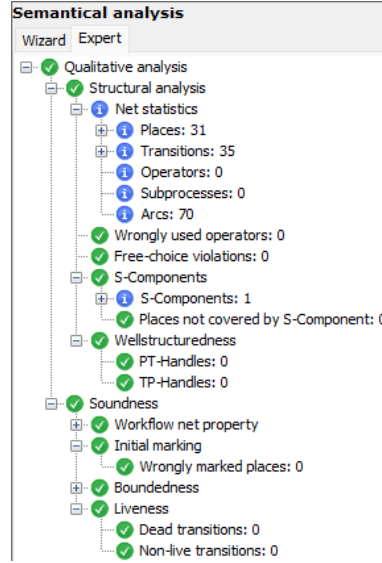 Semantical analysis
Wizard Expert
Qualitative analysis
Structural analysis
Net statistics
Places: 31
Transitions: 35
Operators: 0
Subprocesses: 0
Arcs: 70
Wrongly used operators: 0
Free-choice violations: 0
S-Components
S-Components: 1
Places not covered by S-Component: 0
Wellstructuredness
PT-Handles: 0
TP-Handles: 0
Soundness
Workflow net property
Initial marking
Wrongly marked places: 0
Boundedness
Liveness
Dead transitions: 0
Non-live transitions: 0